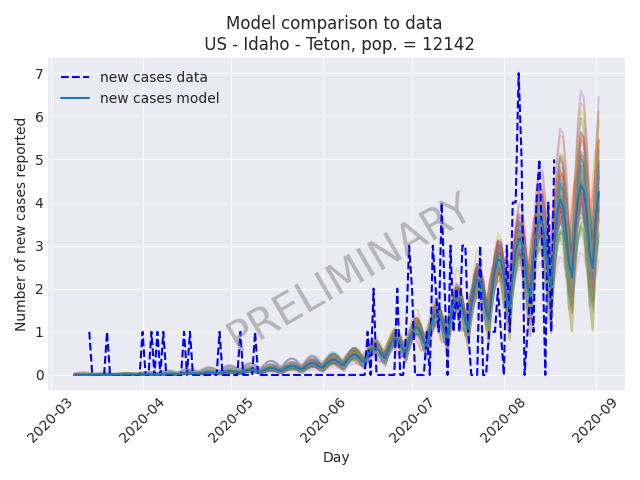 Model comparison to data
US - Idaho - Teton, pop. = 12142
new cases data
new cases model
PRELIMINARY
Number of new cases reported
7
6
5
4
3
2
1
0
2020-03
2020-04
2020-05
2020-06
2020-07
2020-08
2020-09
Day